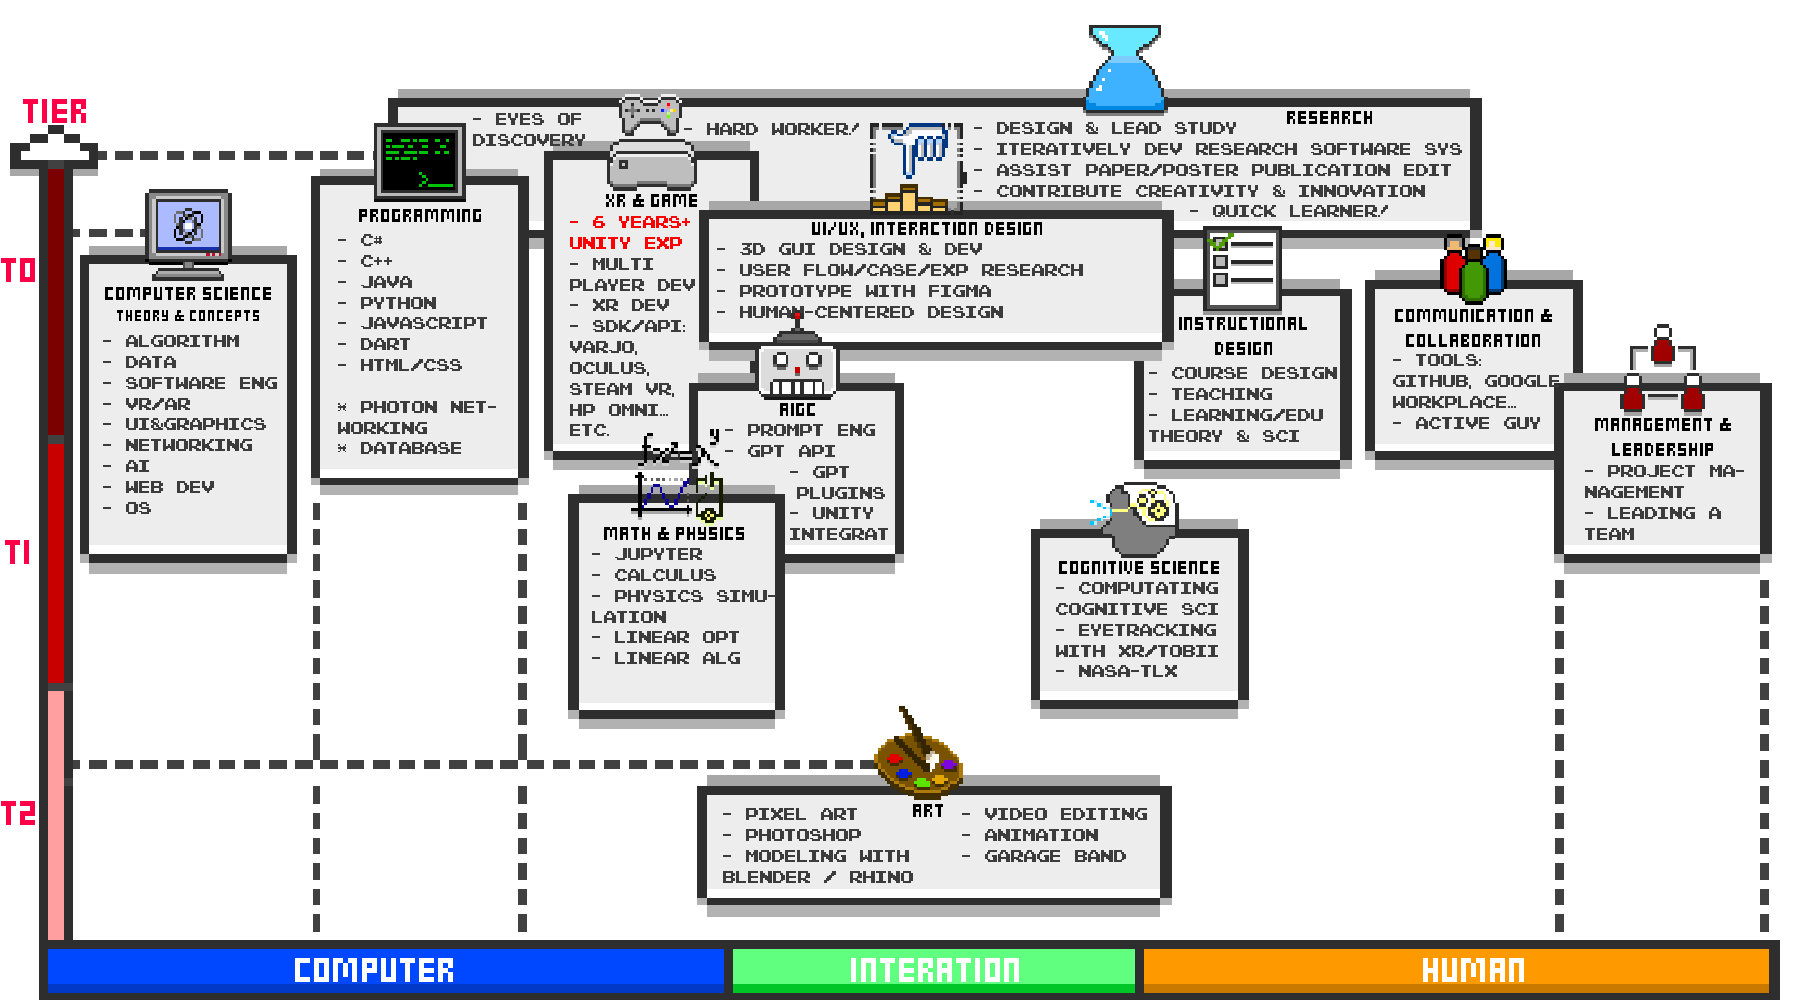 TIER
T0
T1
T2
- EYES OF
DISCOVERY
- HARD WORKER/
RESEARCH
- DESIGN & LEAD STUDY
- ITERATIVELY DEV RESEARCH SOFTWARE SYS
- ASSIST PAPER/POSTER PUBLICATION EDIT
- CONTRIBUTE CREATIVITY & INNOVATION
- QUICK LEARNER/
COMPUTER SCIENCE
THEORY & CONCEPTS
- ALGORITHM
- DATA
- SOFTWARE ENG
- VR/AR
- UI&GRAPHICS
- NETWORKING
- AI
- WEB DEV
- OS
PROGRAMMING
- C#
- C++
- JAVA
- PYTHON
- JAVASCRIPT
- DART
- HTML/CSS
* PHOTON NET-
WORKING
* DATABASE
XR & GAME
- 6 YEARS+
UNITY EXP
- MULTI
PLAYER DEV
- XR DEV
- SDK/API:
VARJO,
OCULUS,
STEAM VR,
HP OMNI...
ETC.
UI/UX, INTERACTION DESIGN
- 3D GUI DESIGN & DEV
- USER FLOW/CASE/EXP RESEARCH
- PROTOTYPE WITH FIGMA
- HUMAN-CENTERED DESIGN
AIGC
- PROMPT ENG
- GPT API
- GPT
PLUGINS
- UNITY
INTEGRAT
MATH & PHYSICS
- JUPYTER
- CALCULUS
- PHYSICS SIMU-
LATION
- LINEAR OPT
- LINEAR ALG
INSTRUCTIONAL
DESIGN
- COURSE DESIGN
- TEACHING
- LEARNING/EDU
THEORY & SCI
COGNITIVE SCIENCE
- COMPUTATING
COGNITIVE SCI
- EYETRACKING
WITH XR/TOBII
- NASA-TLX
COMMUNICATION &
COLLABORATION
- TOOLS:
GITHUB, GOOGLE
WORKPLACE...
- ACTIVE GUY
MANAGEMENT &
LEADERSHIP
- PROJECT MA-
NAGEMENT
- LEADING A
TEAM
ART
- PIXEL ART
- PHOTOSHOP
- MODELING WITH
BLENDER / RHINO
- VIDEO EDITING
- ANIMATION
- GARAGE BAND
COMPUTER
INTERATION
HUMAN